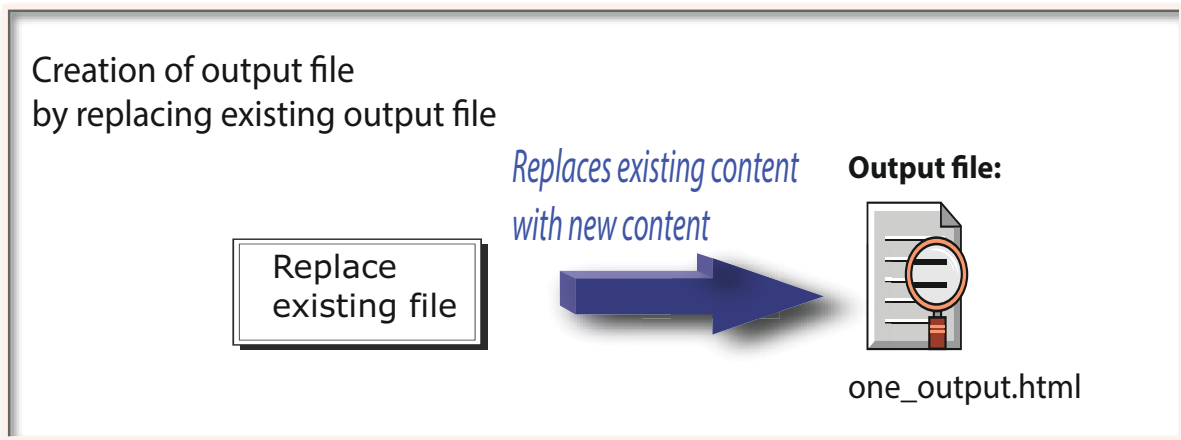 Creation of output file
by replacing existing output file
Replaces existing content
with new content
Output file:
Replace
existing file
one_output.html